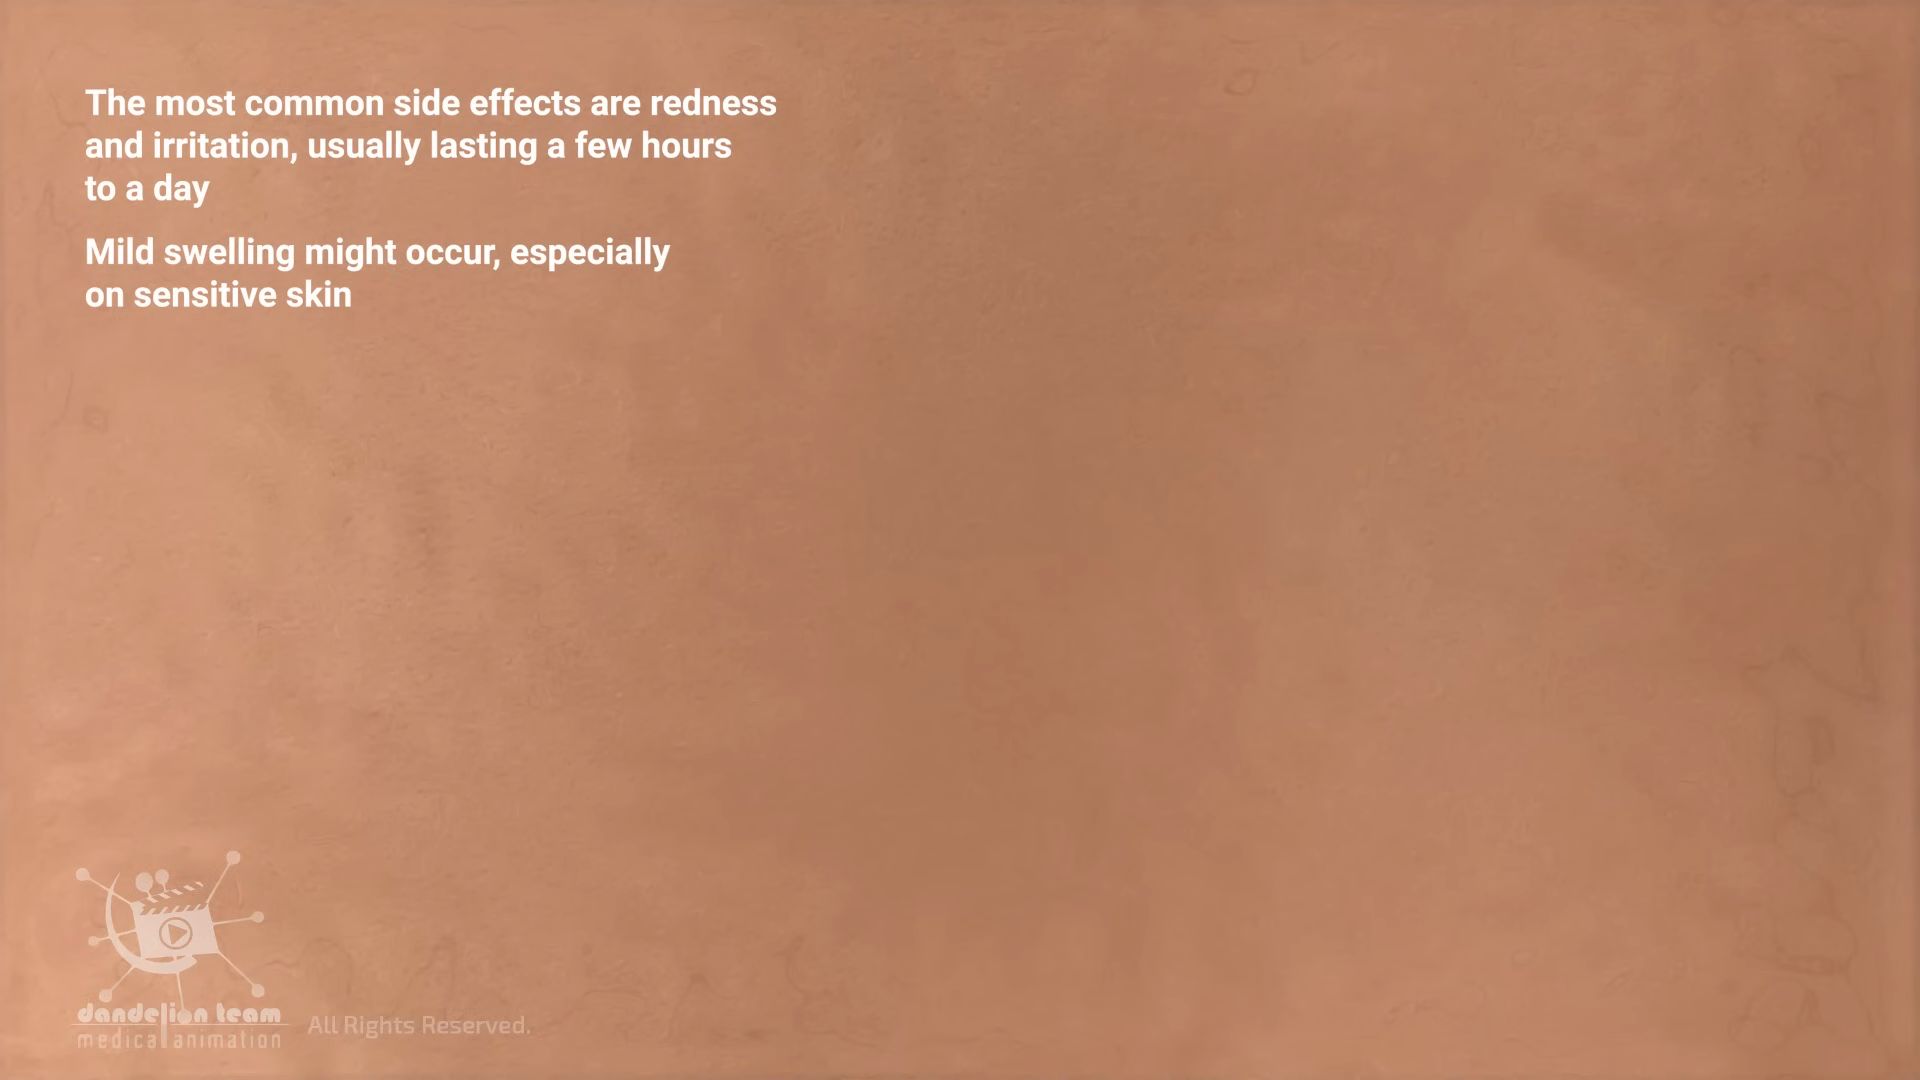 The most common side effects are redness
and irritation, usually lasting a few hours
to a day
Mild swelling might occur, especially
on sensitive skin
dandelion team
medical animation
All Rights Reserved.